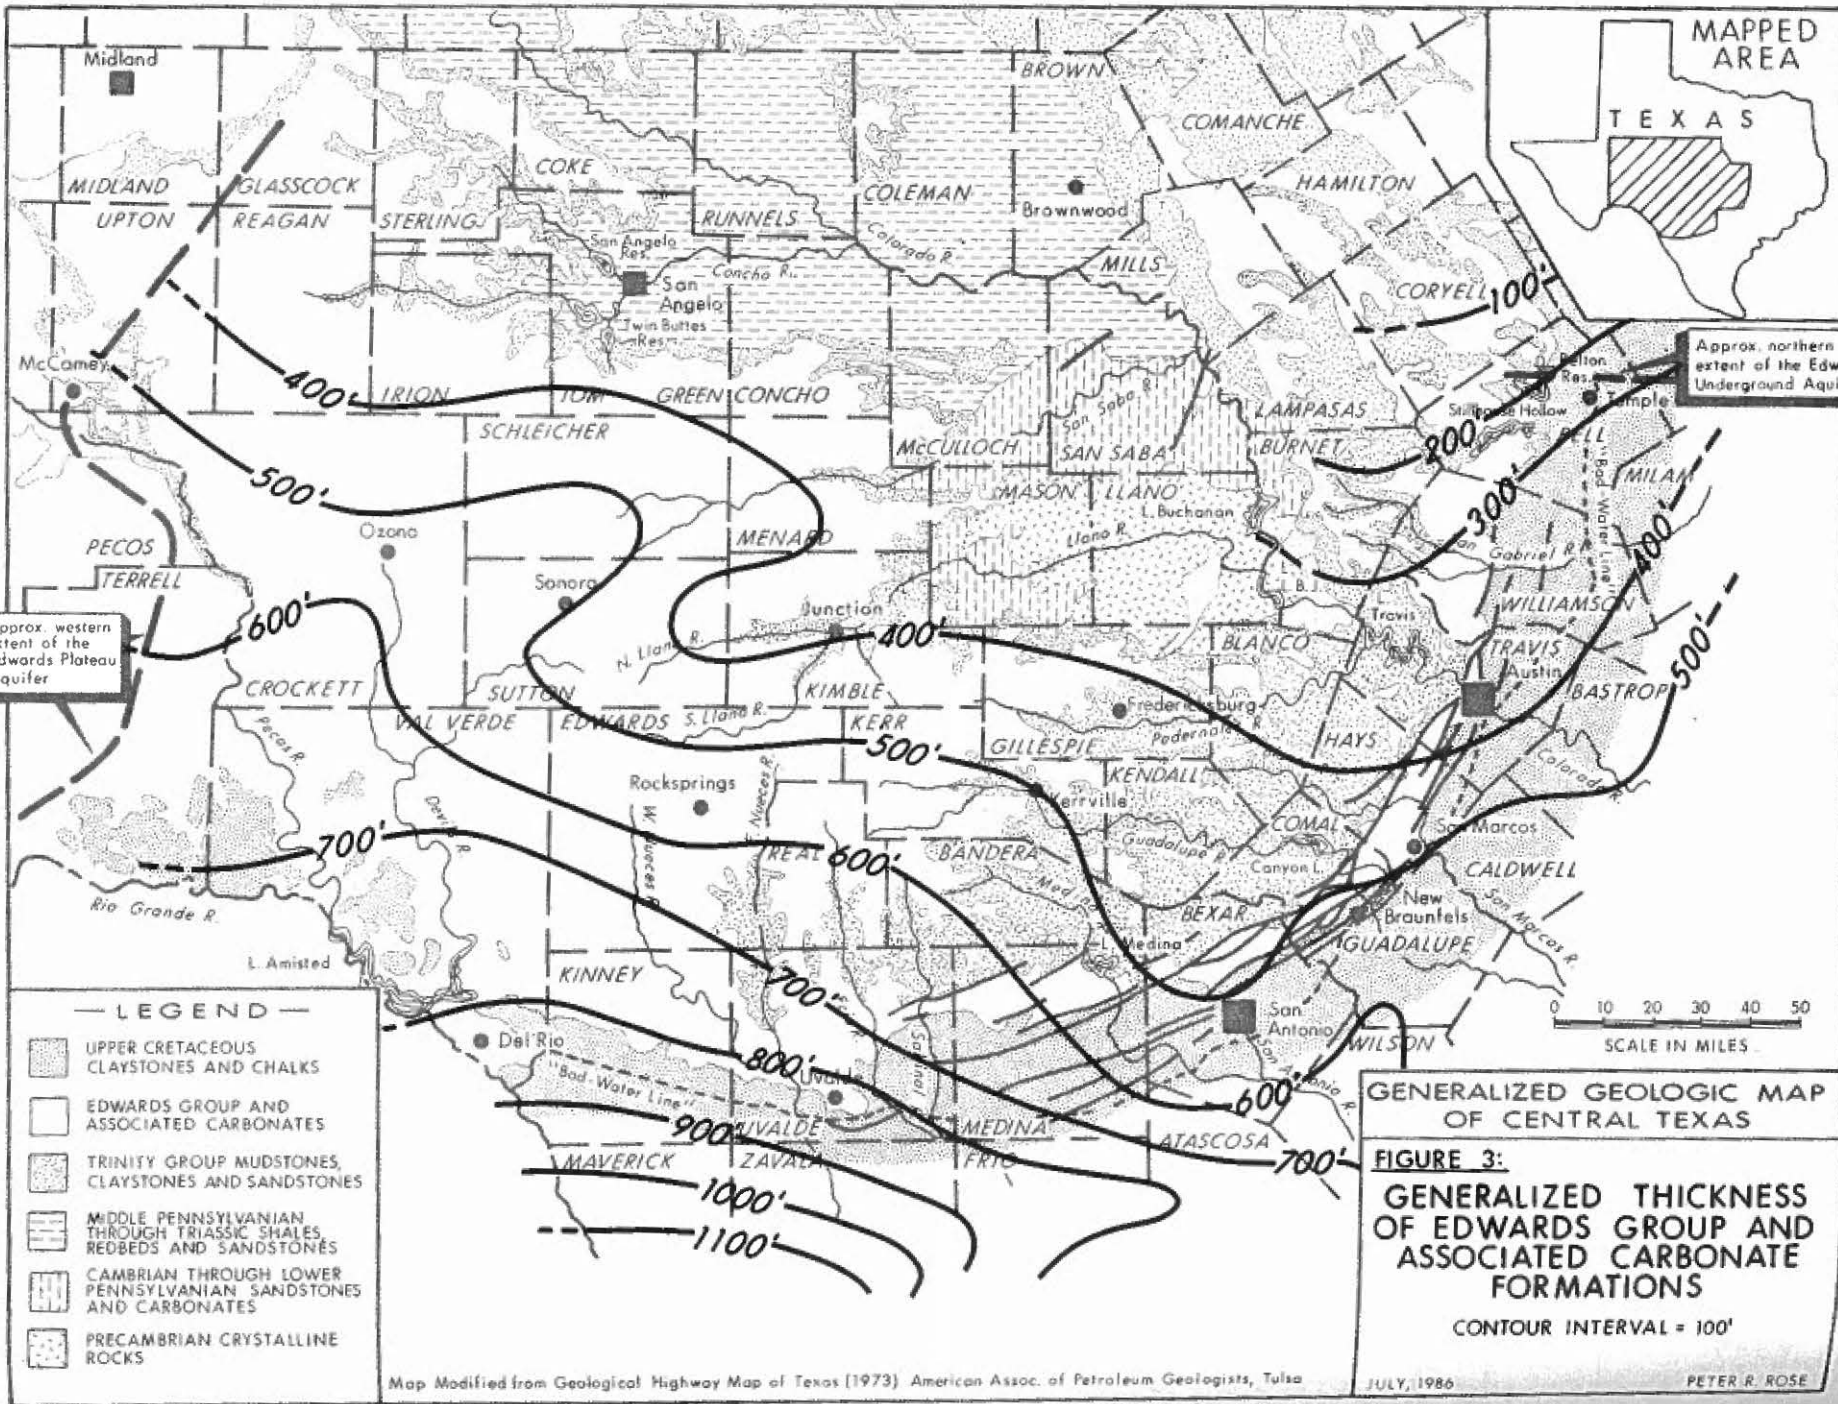 MAPPED
AREA
TEXAS
Midland
BROWN
COMANCHE
HAMILTON
COKE
COLEMAN
MIDLAND
GLASSCOCK
Brownwood
UPTON
REAGAN
STERLING
RUNNELS
San Angelo
Res.
Colorado R.
Concho R.
MILLS
San
Angelo
CORYELL
100'
Twin Buttes
Res.
McCamey
Belton
Res.
Approx. northern
extent of the Edw
Underground Aqui
400'
IRION
TOM
GREEN
CONCHO
San Saba R.
LAMPASAS
Stillhouse Hollow
Temple
SCHLEICHER
McCULLOCH
SAN SABA
BURNET
200'
BELL
500'
MASON
LLANO
L. Buchanan
300'
MILAM
"Bad Water Line"
Ozona
MENARD
Llano R.
San Gabriel R.
400'
PECOS
TERRELL
Sonora
Junction
L. B. J.
L.
Travis
WILLIAMSON
pprox. western
xtent of the
dwards Plateau
quifer
600'
N. Llano R.
400'
BLANCO
TRAVIS
Austin
500'
CROCKETT
SUTTON
KIMBLE
Fredericksburg
BASTROP
VAL VERDE
EDWARDS
S. Llano R.
KERR
Pedernales R.
Pecos R.
500'
GILLESPIE
HAYS
Rocksprings
KENDALL
Colorado R.
Devils R.
W. Nueces R.
Nueces R.
Kerrville
COMAL
San Marcos
700'
REAL
600'
BANDERA
Guadalupe R.
Canyon L.
CALDWELL
Rio Grande R.
Medina R.
BEXAR
New
Braunfels
San Marcos R.
L. Medina
GUADALUPE
L. Amisted
KINNEY
700'
Frio R.
Sabinal
San
Antonio
WILSON
Del Rio
800'
Uvalde
San Antonio R.
"Bad-Water Line"
600'
900'
UVALDE
MEDINA
ATASCOSA
MAVERICK
ZAVALA
FRIO
700'
1000'
1100'
0 10 20 30 40 50
SCALE IN MILES
— LEGEND —
UPPER CRETACEOUS
CLAYSTONES AND CHALKS
EDWARDS GROUP AND
ASSOCIATED CARBONATES
TRINITY GROUP MUDSTONES,
CLAYSTONES AND SANDSTONES
MIDDLE PENNSYLVANIAN
THROUGH TRIASSIC SHALES,
REDBEDS AND SANDSTONES
CAMBRIAN THROUGH LOWER
PENNSYLVANIAN SANDSTONES
AND CARBONATES
PRECAMBRIAN CRYSTALLINE
ROCKS
GENERALIZED GEOLOGIC MAP
OF CENTRAL TEXAS
FIGURE 3:
GENERALIZED THICKNESS
OF EDWARDS GROUP AND
ASSOCIATED CARBONATE
FORMATIONS
CONTOUR INTERVAL = 100'
JULY, 1986
PETER R. ROSE
Map Modified from Geological Highway Map of Texas (1973) American Assoc. of Petroleum Geologists, Tulsa